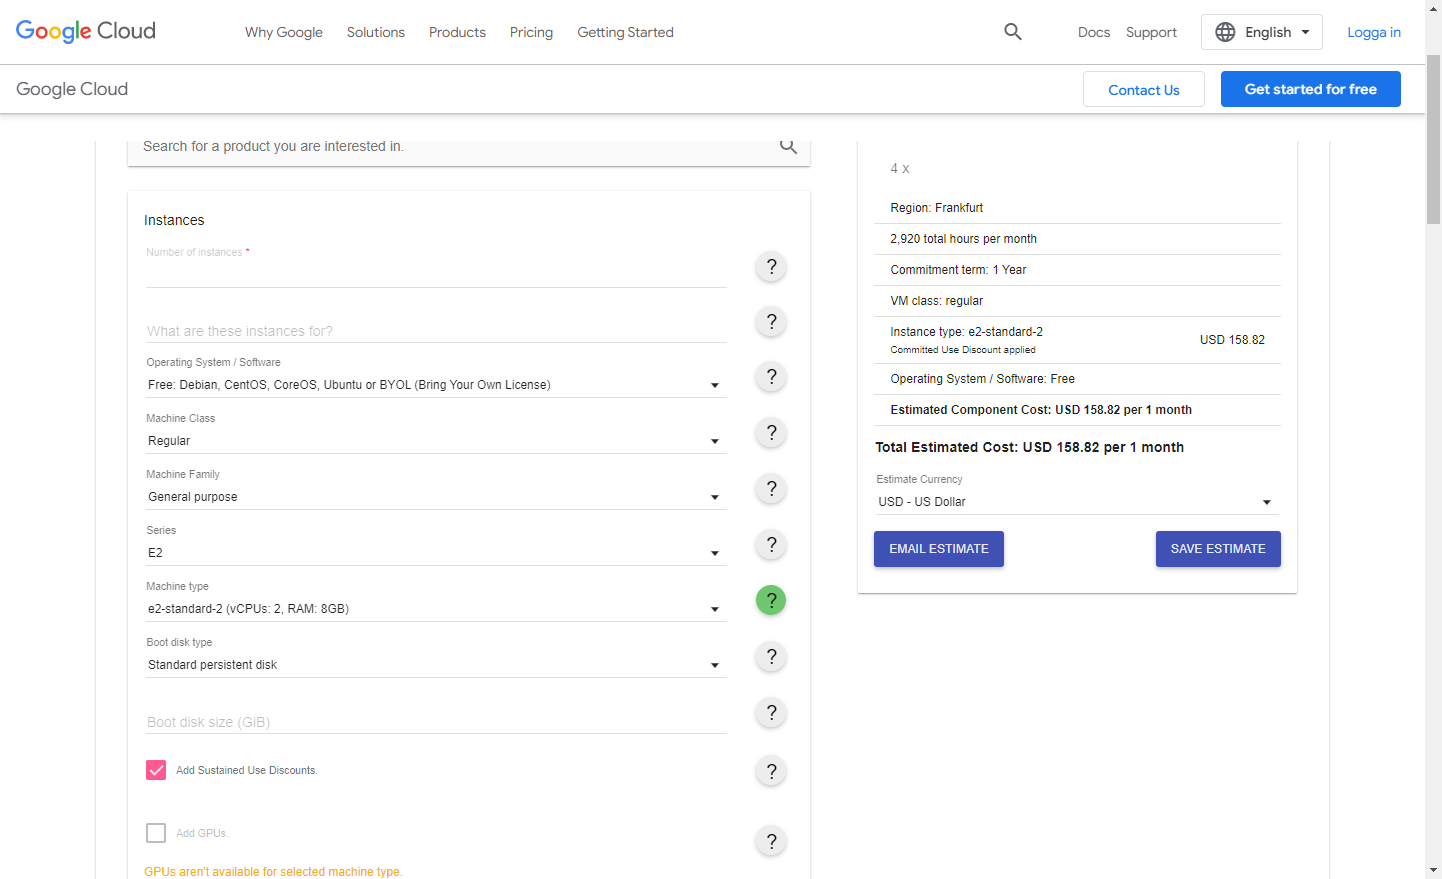 Google Cloud
Why Google
Solutions
Products
Pricing
Getting Started
Docs
Support
English
Logga in
Google Cloud
Contact Us
Get started for free
Search for a product you are interested in.
Instances
Number of instances *
?
What are these instances for?
?
Operating System / Software
Free: Debian, CentOS, CoreOS, Ubuntu or BYOL (Bring Your Own License)
?
Machine Class
Regular
?
Machine Family
General purpose
?
Series
E2
?
Machine type
e2-standard-2 (vCPUs: 2, RAM: 8GB)
?
Boot disk type
Standard persistent disk
?
Boot disk size (GiB)
?
Add Sustained Use Discounts.
?
Add GPUs.
?
GPUs aren't available for selected machine type.
4 x
Region: Frankfurt
2,920 total hours per month
Commitment term: 1 Year
VM class: regular
Instance type: e2-standard-2
Committed Use Discount applied
USD 158.82
Operating System / Software: Free
Estimated Component Cost: USD 158.82 per 1 month
Total Estimated Cost: USD 158.82 per 1 month
Estimate Currency
USD - US Dollar
EMAIL ESTIMATE
SAVE ESTIMATE